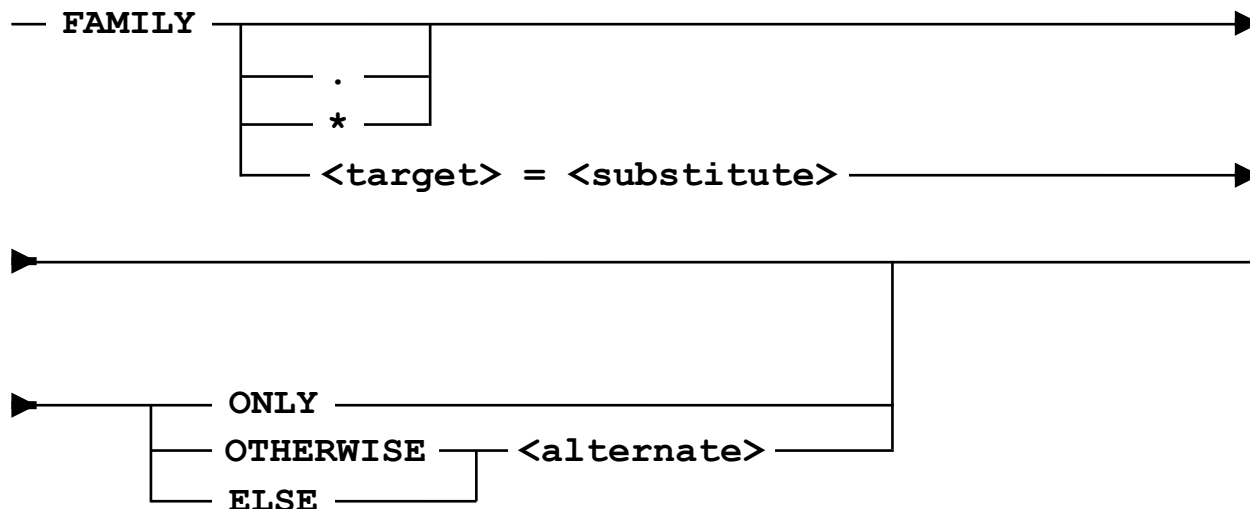 FAMILY
.
*
<target> = <substitute>
ONLY
OTHERWISE <alternate>
ELSE